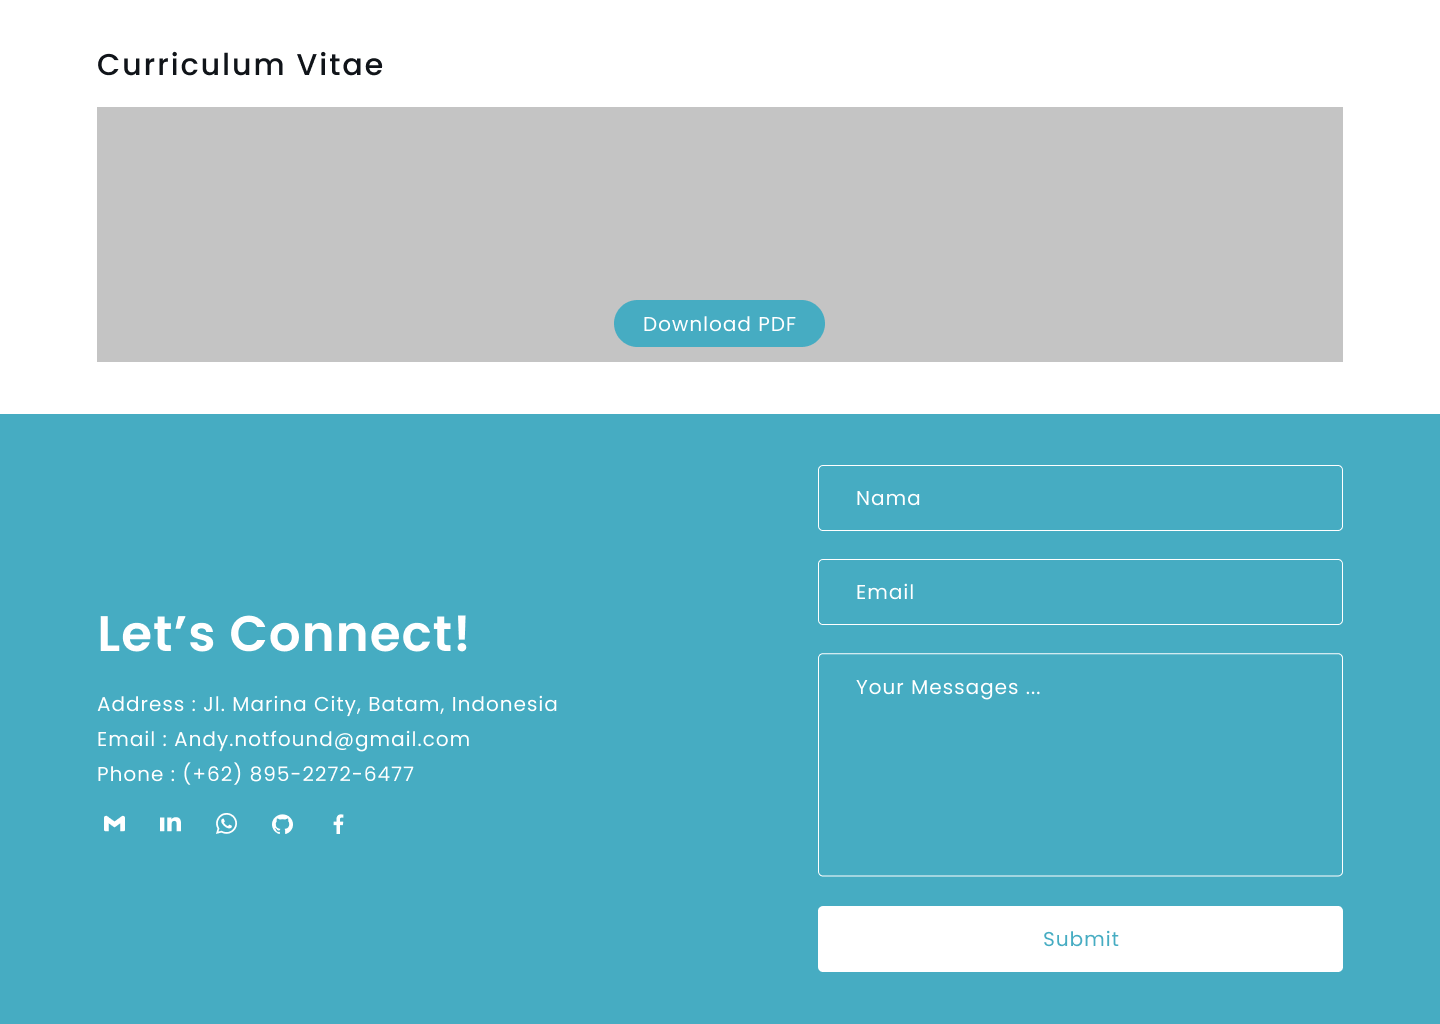 Curriculum Vitae
Download PDF
Let’s Connect!
Address : Jl. Marina City, Batam, Indonesia
Email : Andy.notfound@gmail.com
Phone : (+62) 895-2272-6477
Nama
Email
Your Messages ...
Submit